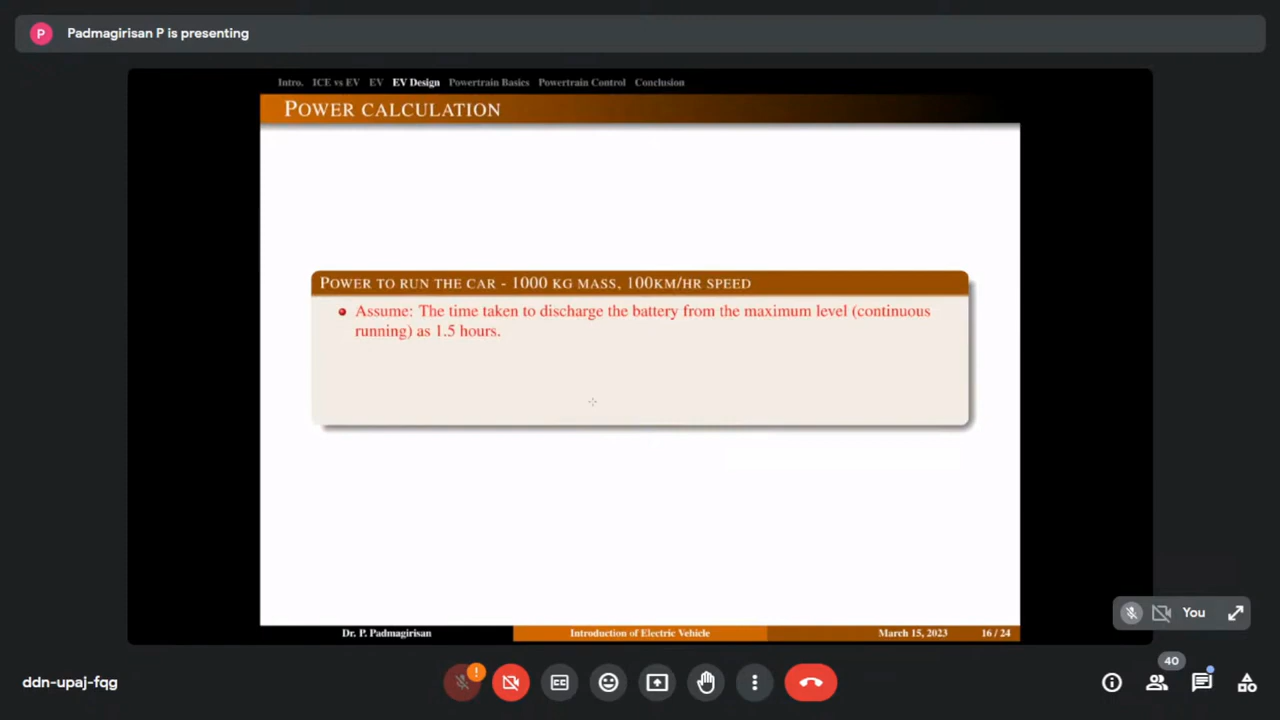 P Padmagirisan P is presenting
Intro. ICE vs EV EV EV Design Powertrain Basics Powertrain Control Conclusion
POWER CALCULATION
POWER TO RUN THE CAR - 1000 KG MASS, 100KM/HR SPEED
Assume: The time taken to discharge the battery from the maximum level (continuous
running) as 1.5 hours.
Dr. P. Padmagirisan Introduction of Electric Vehicle March 15, 2023 16 / 24
You
40
ddn-upaj-fqg